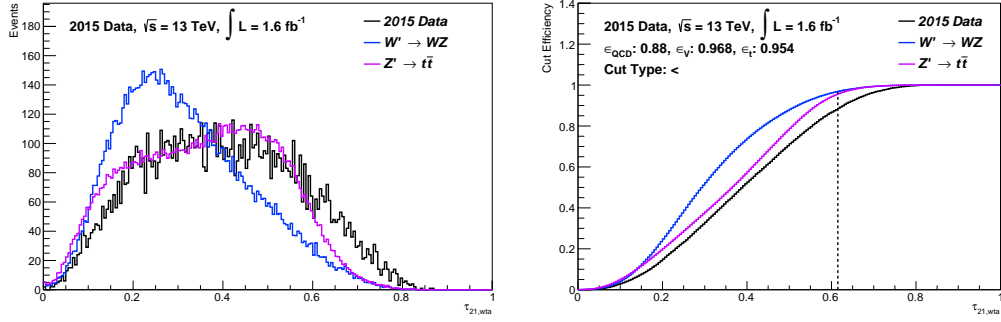 Events
160
140
120
100
80
60
40
20
0
2015 Data, √s = 13 TeV, ∫ L = 1.6 fb⁻¹
2015 Data
W' → WZ
Z' → tt̄
0 0.2 0.4 0.6 0.8 1
τ₂₁,wta
Cut Efficiency
1.4
1.2
1.0
0.8
0.6
0.4
0.2
0.0
2015 Data, √s = 13 TeV, ∫ L = 1.6 fb⁻¹
ϵQCD: 0.88, ϵV: 0.968, ϵt: 0.954
Cut Type: <
2015 Data
W' → WZ
Z' → tt̄
0 0.2 0.4 0.6 0.8 1
τ₂₁,wta